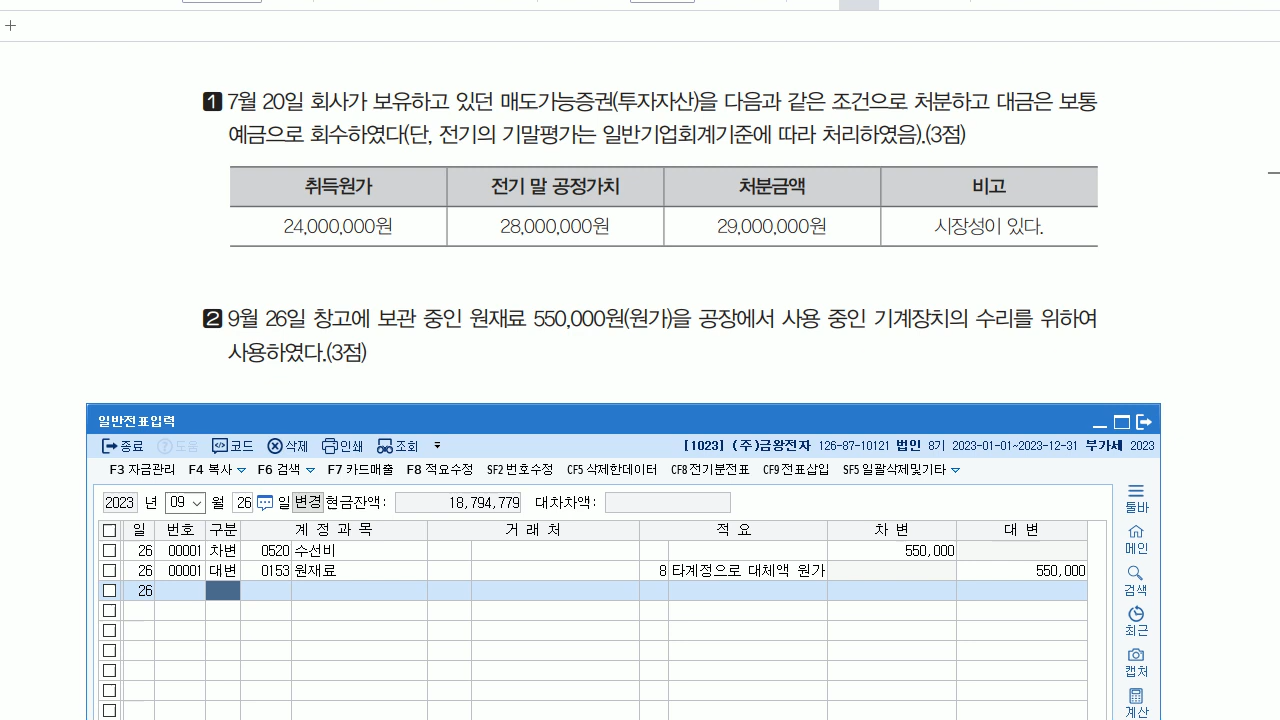 1 7월 20일 회사가 보유하고 있던 매도가능증권(투자자산)을 다음과 같은 조건으로 처분하고 대금은 보통
예금으로 회수하였다(단, 전기의 기말평가는 일반기업회계기준에 따라 처리하였음).(3점)
취득원가 전기 말 공정가치 처분금액 비고
24,000,000원 28,000,000원 29,000,000원 시장성이 있다.
2 9월 26일 창고에 보관 중인 원재료 550,000원(원가)을 공장에서 사용 중인 기계장치의 수리를 위하여
사용하였다.(3점)
일반전표입력
종료 도움 코드 삭제 인쇄 조회 [1023] (주)금왕전자 126-87-10121 법인 8기 2023-01-01~2023-12-31 부가세 2023
F3 자금관리 F4 복사 F6 검색 F7 카드매출 F8 적요수정 SF2 번호수정 CF5 삭제한데이터 CF8 전기분전표 CF9 전표삽입 SF5 일괄삭제및기타
2023 년 09 월 26 일 변경 현금잔액: 18,794,779 대차차액:
일 번호 구분 계 정 과 목 거 래 처 적 요 차 변 대 변
26 00001 차변 0520 수선비 550,000
26 00001 대변 0153 원재료 8 타계정으로 대체액 원가 550,000
26
툴바
메인
검색
최근
캡처
계산